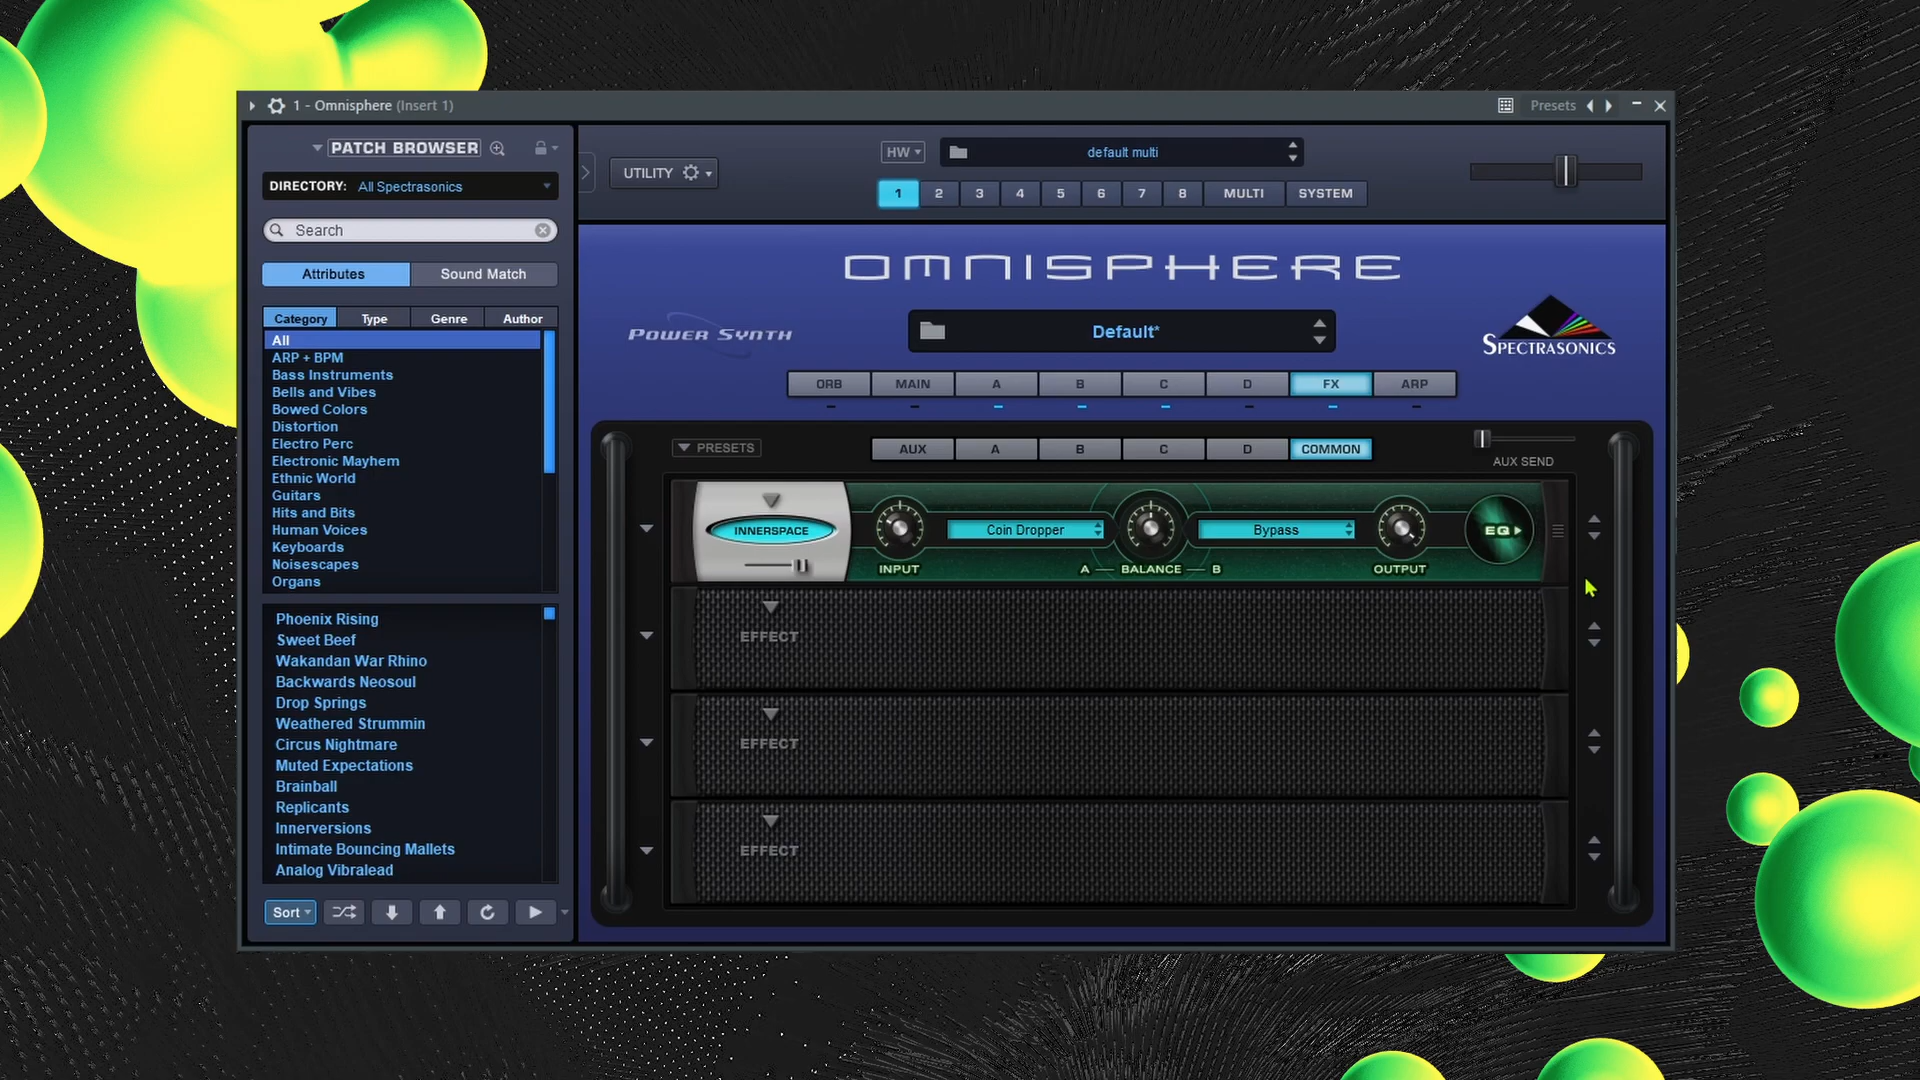 1 - Omnisphere (Insert 1)
Presets
PATCH BROWSER
DIRECTORY: All Spectrasonics
Search
Attributes
Sound Match
Category
Type
Genre
Author
All
ARP + BPM
Bass Instruments
Bells and Vibes
Bowed Colors
Distortion
Electro Perc
Electronic Mayhem
Ethnic World
Guitars
Hits and Bits
Human Voices
Keyboards
Noisescapes
Organs
Phoenix Rising
Sweet Beef
Wakandan War Rhino
Backwards Neosoul
Drop Springs
Weathered Strummin
Circus Nightmare
Muted Expectations
Brainball
Replicants
Innerversions
Intimate Bouncing Mallets
Analog Vibralead
Sort
UTILITY
HW
default multi
1 2 3 4 5 6 7 8 MULTI SYSTEM
OMNISPHERE
POWER SYNTH
Default*
SPECTRASONICS
ORB MAIN A B C D FX ARP
PRESETS
AUX A B C D COMMON
AUX SEND
INNERSPACE
INPUT
Coin Dropper
A — BALANCE — B
Bypass
OUTPUT
EQ
EFFECT
EFFECT
EFFECT